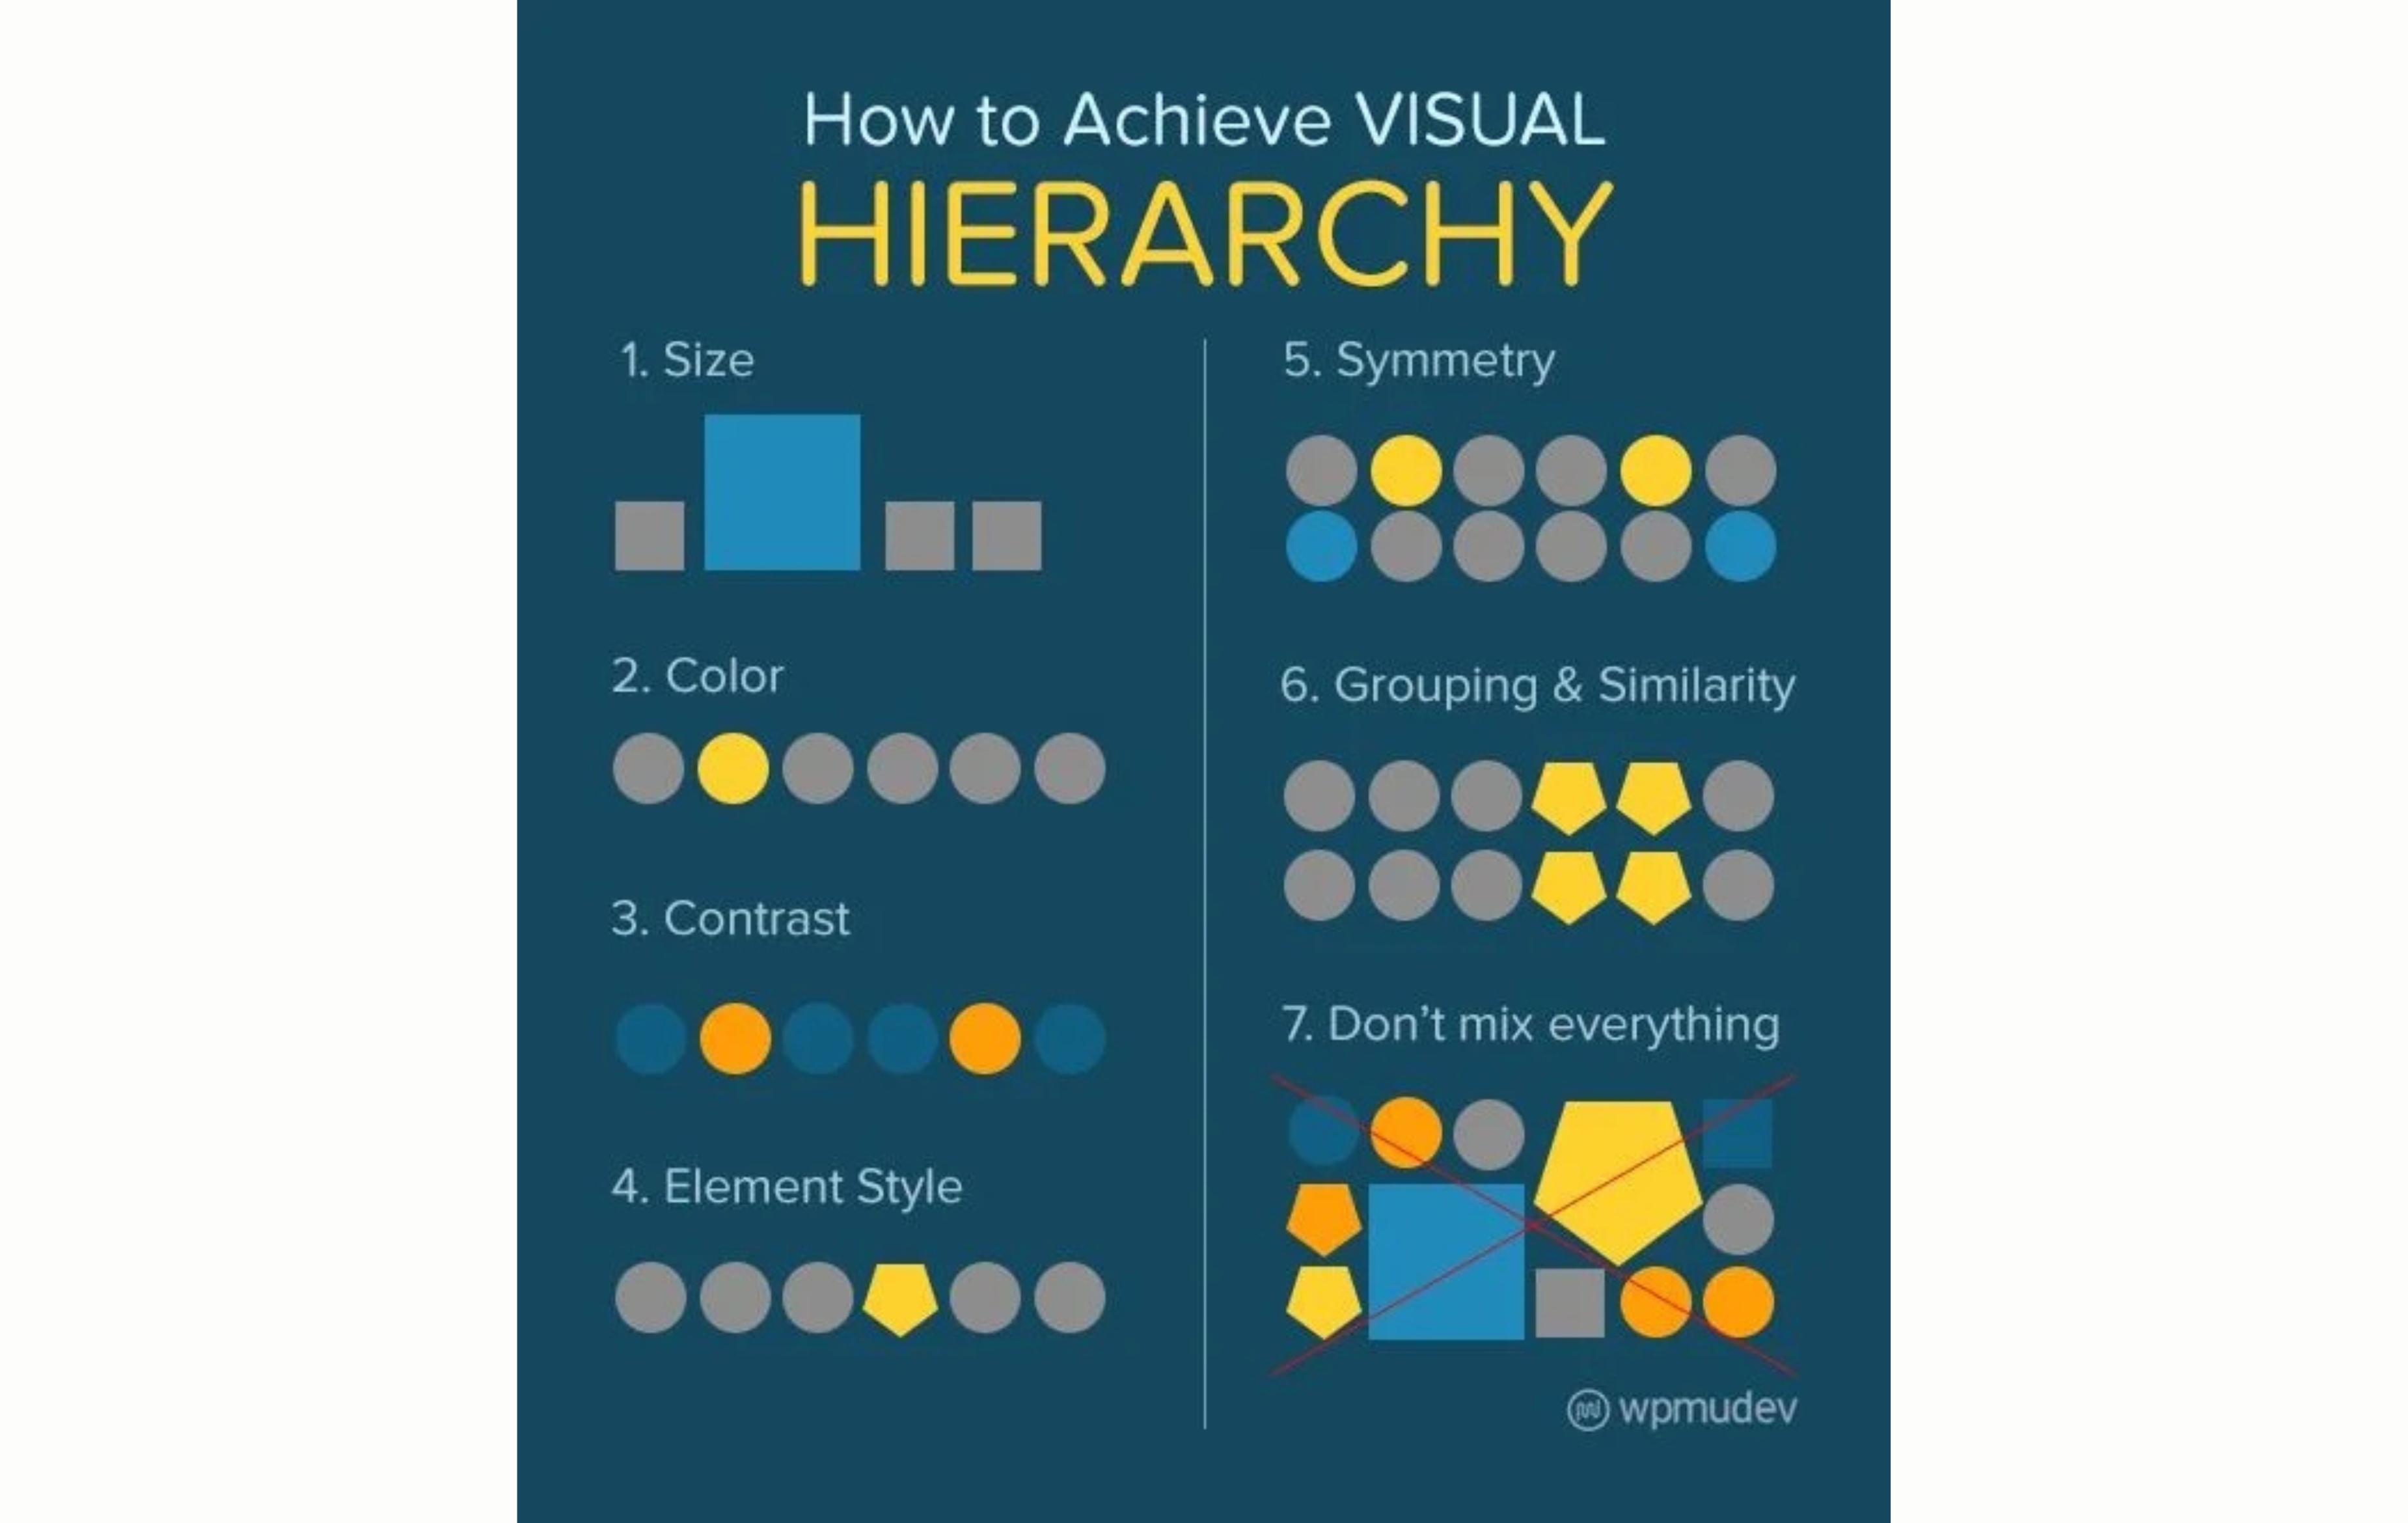 How to Achieve VISUAL
HIERARCHY
1. Size
2. Color
3. Contrast
4. Element Style
5. Symmetry
6. Grouping & Similarity
7. Don't mix everything
wpmudev